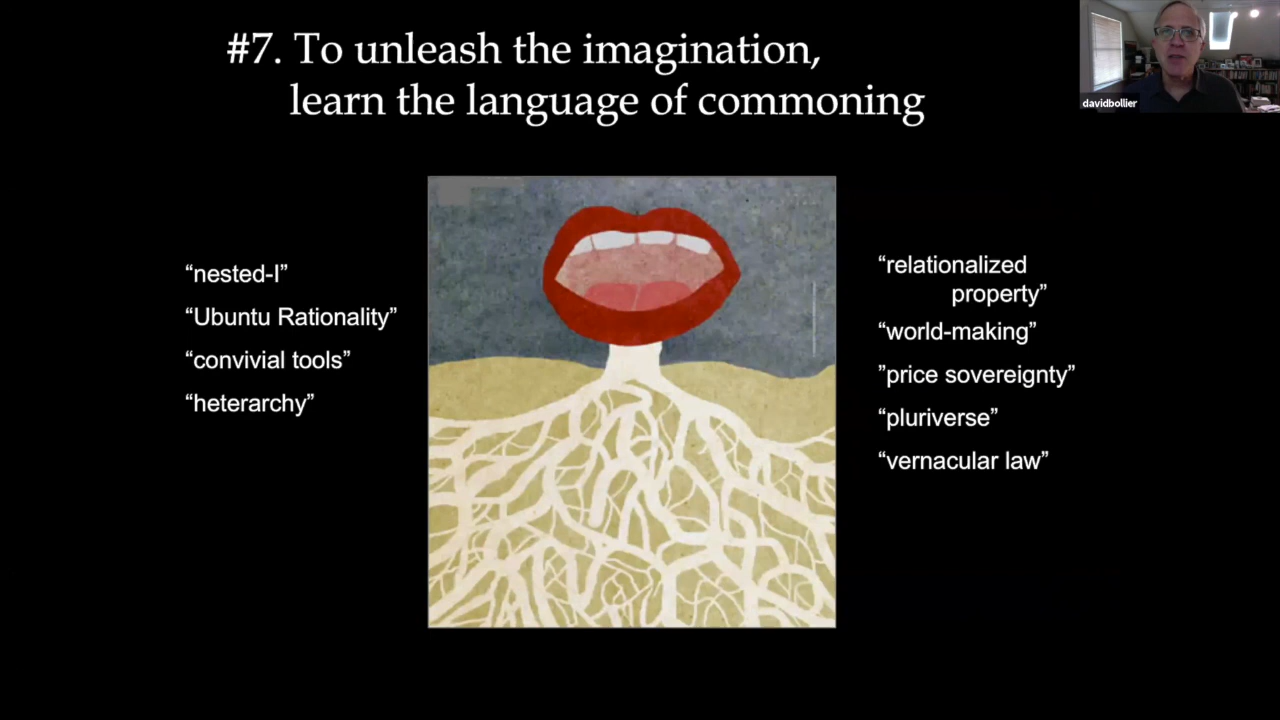 #7. To unleash the imagination,
learn the language of commoning
davidbollier
“nested-I”
“Ubuntu Rationality”
“convivial tools”
“heterarchy”
“relationalized
property”
“world-making”
”price sovereignty”
“pluriverse”
“vernacular law”